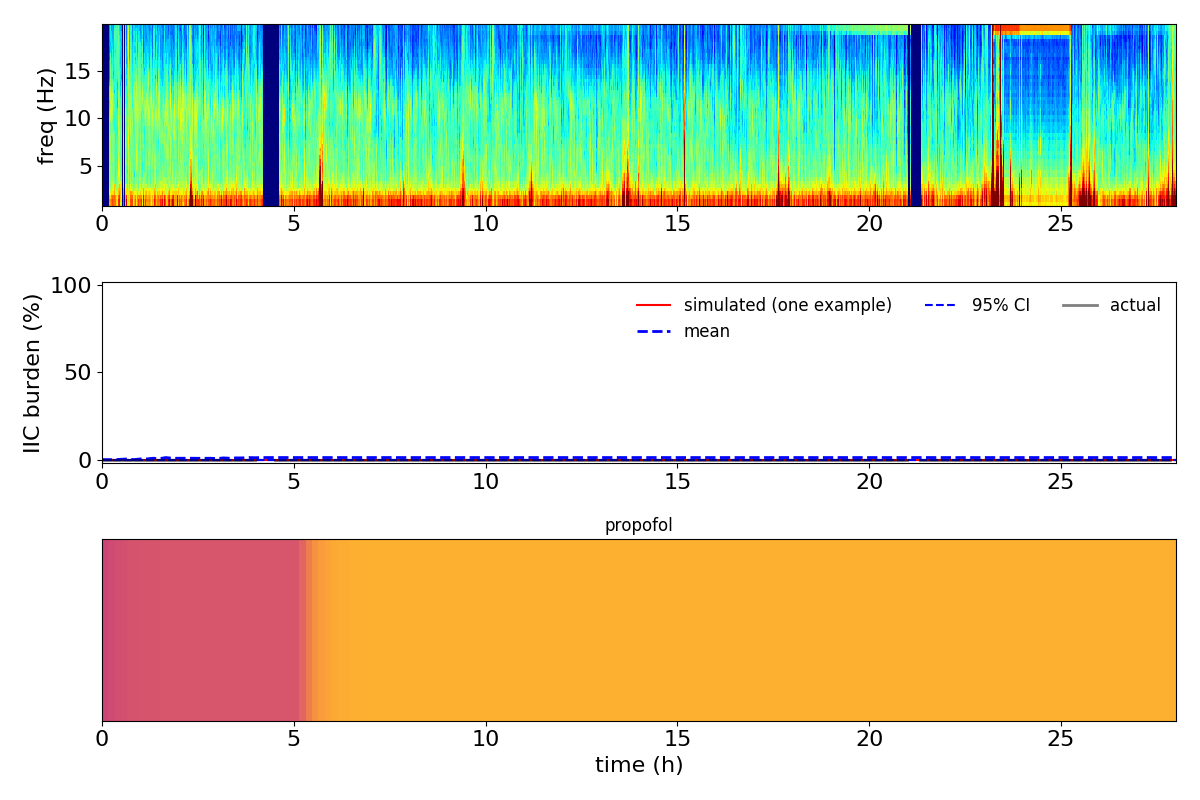 freq (Hz)
15
10
5
0 5 10 15 20 25
IIC burden (%)
100
50
0
simulated (one example) 95% CI actual
mean
0 5 10 15 20 25
propofol
0 5 10 15 20 25
time (h)